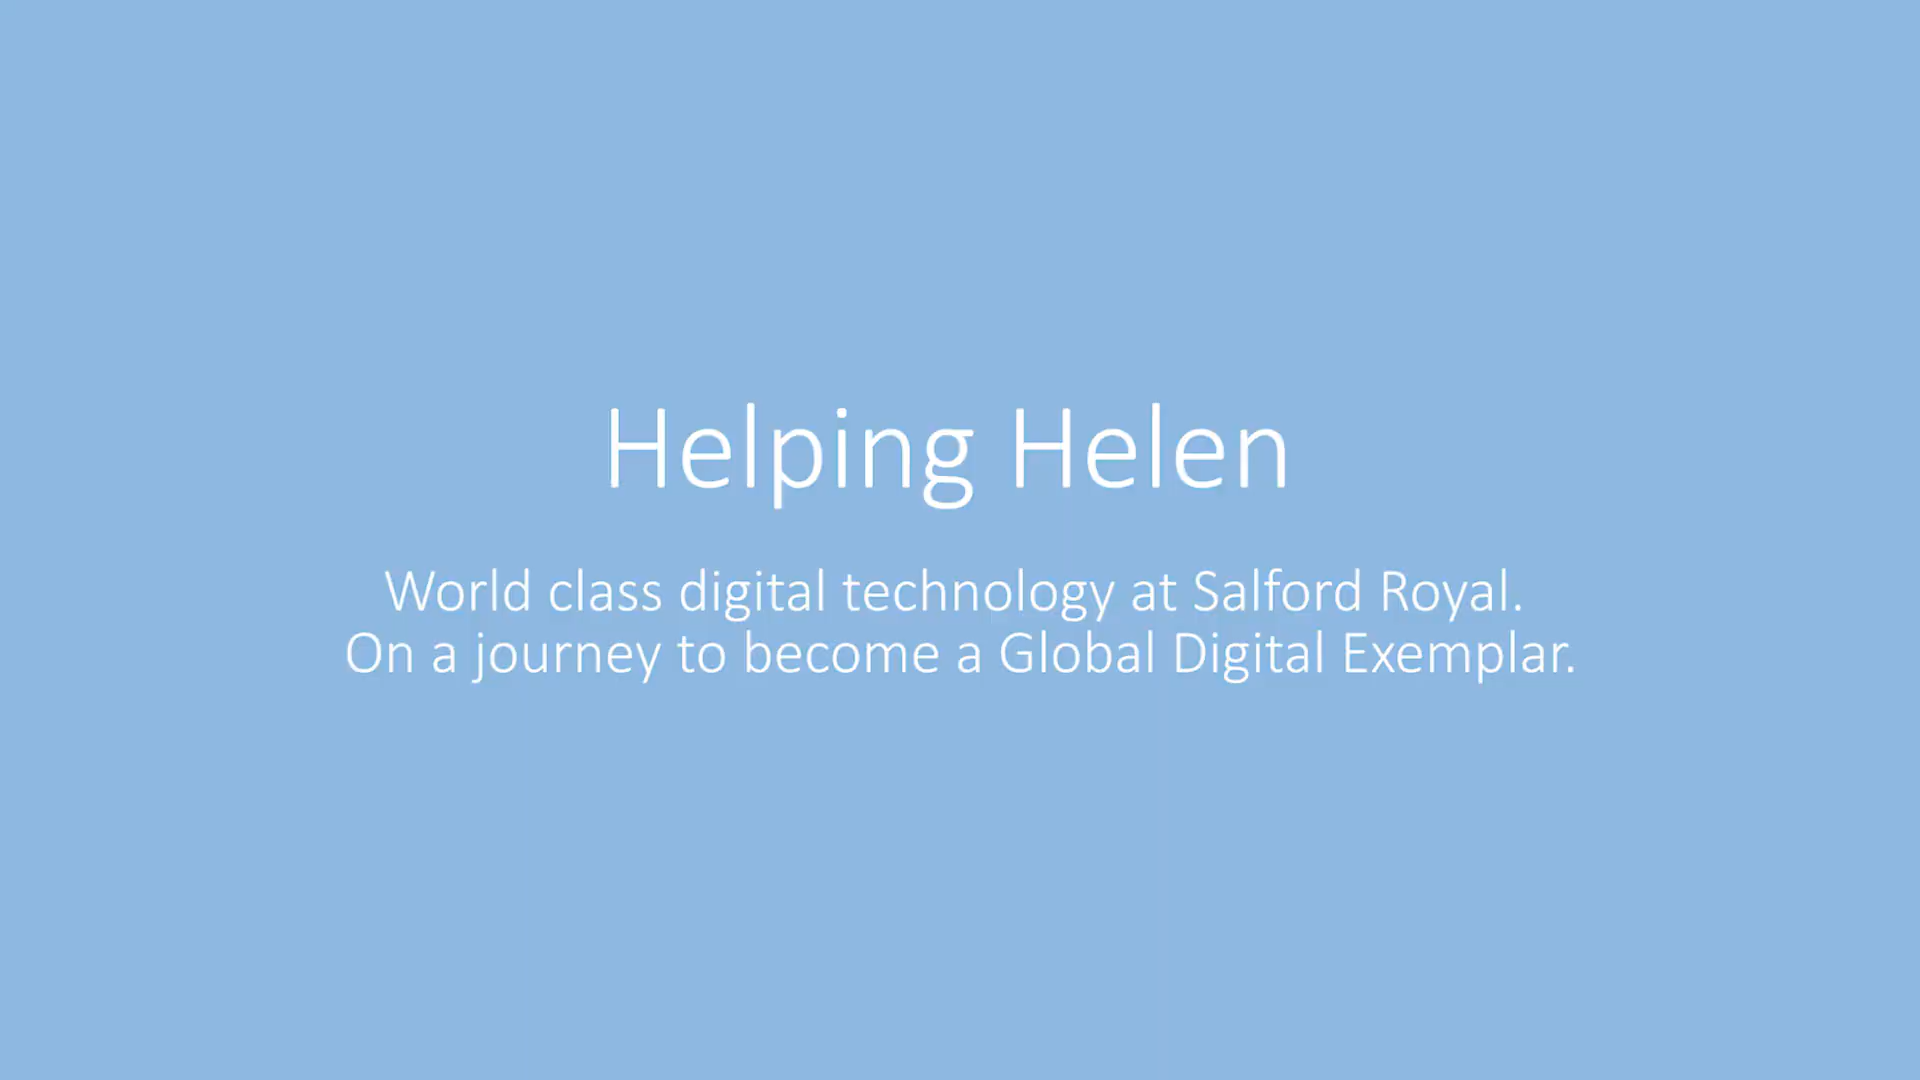 Helping Helen
World class digital technology at Salford Royal.
On a journey to become a Global Digital Exemplar.